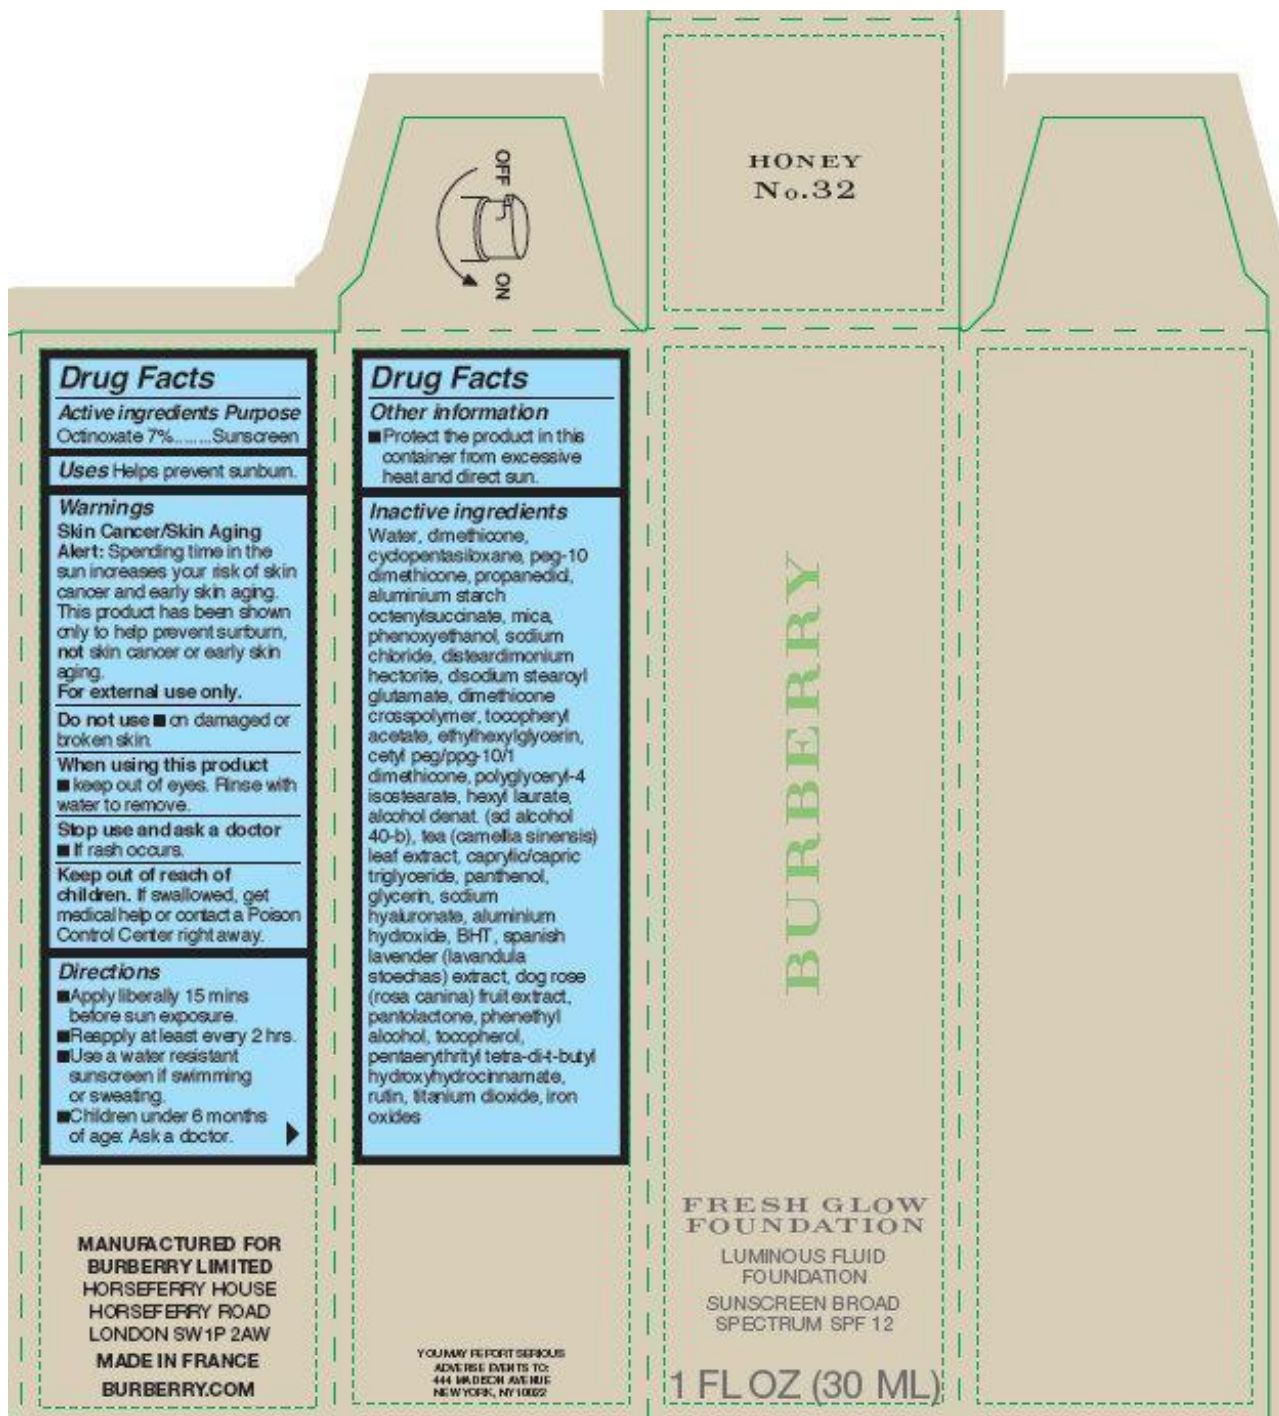 OFF
ON
HONEY
No.32
Drug Facts
Active ingredients Purpose
Octinoxate 7%........Sunscreen
Uses Helps prevent sunburn.
Warnings
Skin Cancer/Skin Aging
Alert: Spending time in the
sun increases your risk of skin
cancer and early skin aging.
This product has been shown
only to help prevent sunburn,
not skin cancer or early skin
aging.
For external use only.
Do not use ■ on damaged or
broken skin.
When using this product
■ keep out of eyes. Rinse with
water to remove.
Stop use and ask a doctor
■ If rash occurs.
Keep out of reach of
children. If swallowed, get
medical help or contact a Poison
Control Center right away.
Directions
■Apply liberally 15 mins
before sun exposure.
■Reapply at least every 2 hrs.
■Use a water resistant
sunscreen if swimming
or sweating.
■Children under 6 months
of age: Ask a doctor.
MANUFACTURED FOR
BURBERRY LIMITED
HORSEFERRY HOUSE
HORSEFERRY ROAD
LONDON SW1P 2AW
MADE IN FRANCE
BURBERRY.COM
Drug Facts
Other information
■ Protect the product in this
container from excessive
heat and direct sun.
Inactive ingredients
Water, dimethicone,
cyclopentasiloxane, peg-10
dimethicone, propanediol,
aluminium starch
octenylsuccinate, mica,
phenoxyethanol, sodium
chloride, disteardimonium
hectorite, disodium stearoyl
glutamate, dimethicone
crosspolymer, tocopheryl
acetate, ethylhexylglycerin,
cetyl peg/ppg-10/1
dimethicone, polyglyceryl-4
isostearate, hexyl laurate,
alcohol denat. (sd alcohol
40-b), tea (camellia sinensis)
leaf extract, caprylic/capric
triglyceride, panthenol,
glycerin, sodium
hyaluronate, aluminium
hydroxide, BHT, spanish
lavender (lavandula
stoechas) extract, dog rose
(rosa canina) fruit extract,
pantolactone, phenethyl
alcohol, tocopherol,
pentaerythrityl tetra-di-t-butyl
hydroxyhydrocinnamate,
rutin, titanium dioxide, iron
oxides
YOU MAY REPORT SERIOUS
ADVERSE EVENTS TO:
444 MADISON AVENUE
NEW YORK, NY 10022
BURBERRY
FRESH GLOW
FOUNDATION
LUMINOUS FLUID
FOUNDATION
SUNSCREEN BROAD
SPECTRUM SPF 12
1 FL OZ (30 ML)